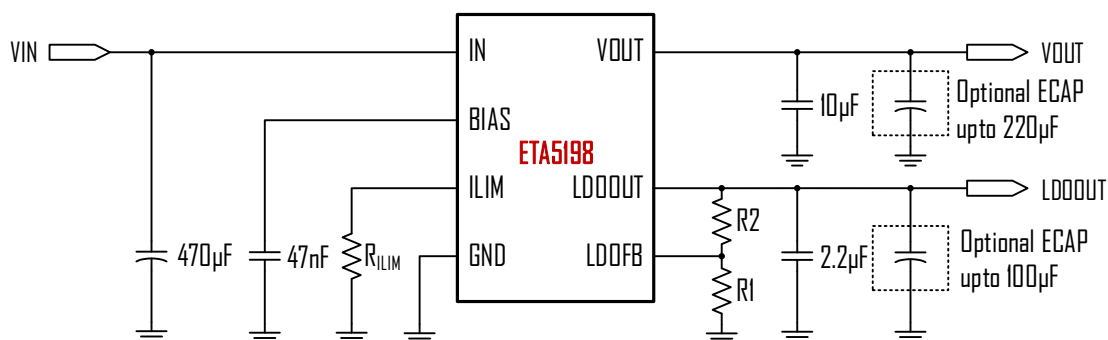 VIN
IN
VOUT
VOUT
BIAS
ETA5198
ILIM
LDOOUT
LDOOUT
GND
LDOFB
470µF
47nF
RILIM
R2
R1
10µF
Optional ECAP
upto 220µF
2.2µF
Optional ECAP
upto 100µF